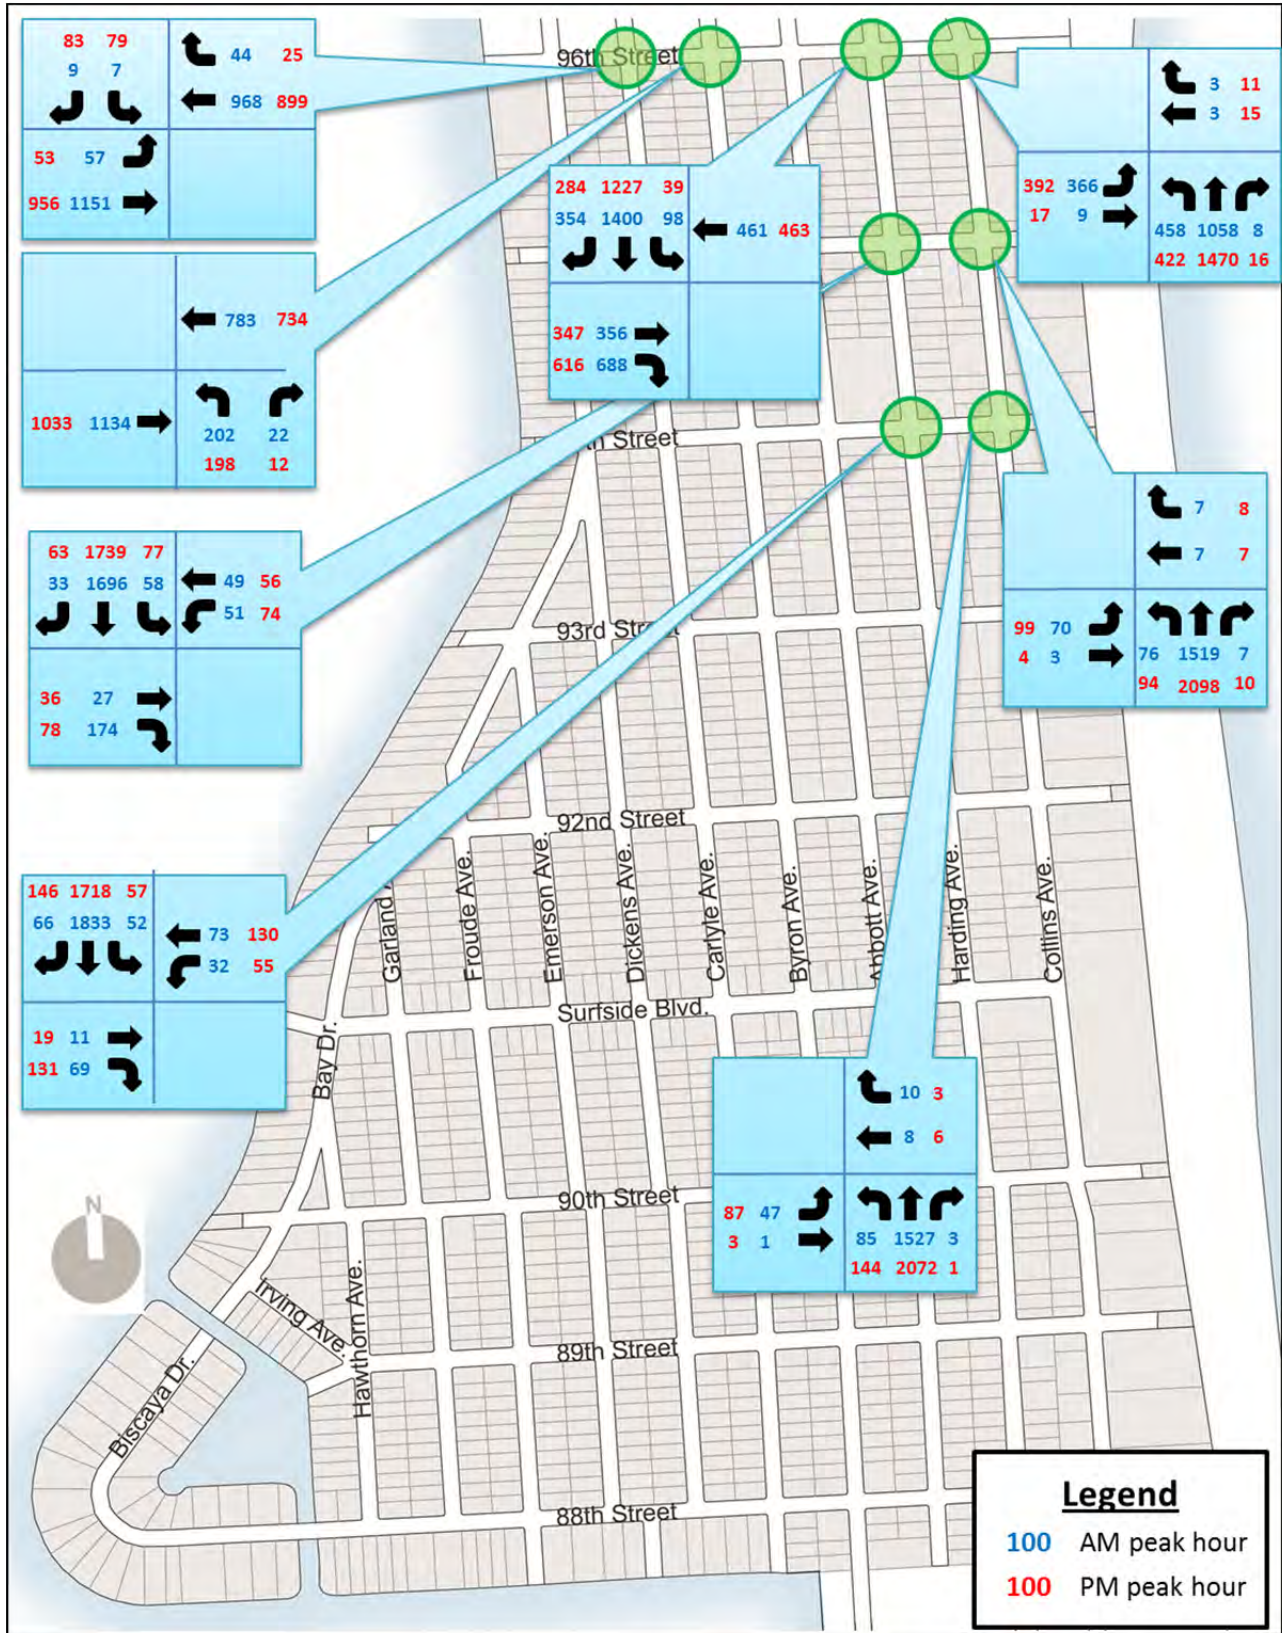 83 79
9 7
44 25
968 899
53 57
956 1151
96th Street
3 11
3 15
392 366
17 9
458 1058 8
422 1470 16
284 1227 39
354 1400 98
461 463
347 356
616 688
783 734
1033 1134
202 22
198 12
th Street
7 8
7 7
99 70
4 3
76 1519 7
94 2098 10
63 1739 77
33 1696 58
49 56
51 74
36 27
78 174
93rd Street
92nd Street
146 1718 57
66 1833 52
73 130
32 55
19 11
131 69
Garland
Froude Ave.
Emerson Ave.
Dickens Ave.
Carlyle Ave.
Byron Ave.
Abbott Ave.
Harding Ave.
Collins Ave.
Surfside Blvd.
Bay Dr.
10 3
8 6
87 47
3 1
85 1527 3
144 2072 1
N
90th Street
Irving Ave.
Hawthorn Ave.
89th Street
Biscaya Dr.
88th Street
Legend
100 AM peak hour
100 PM peak hour